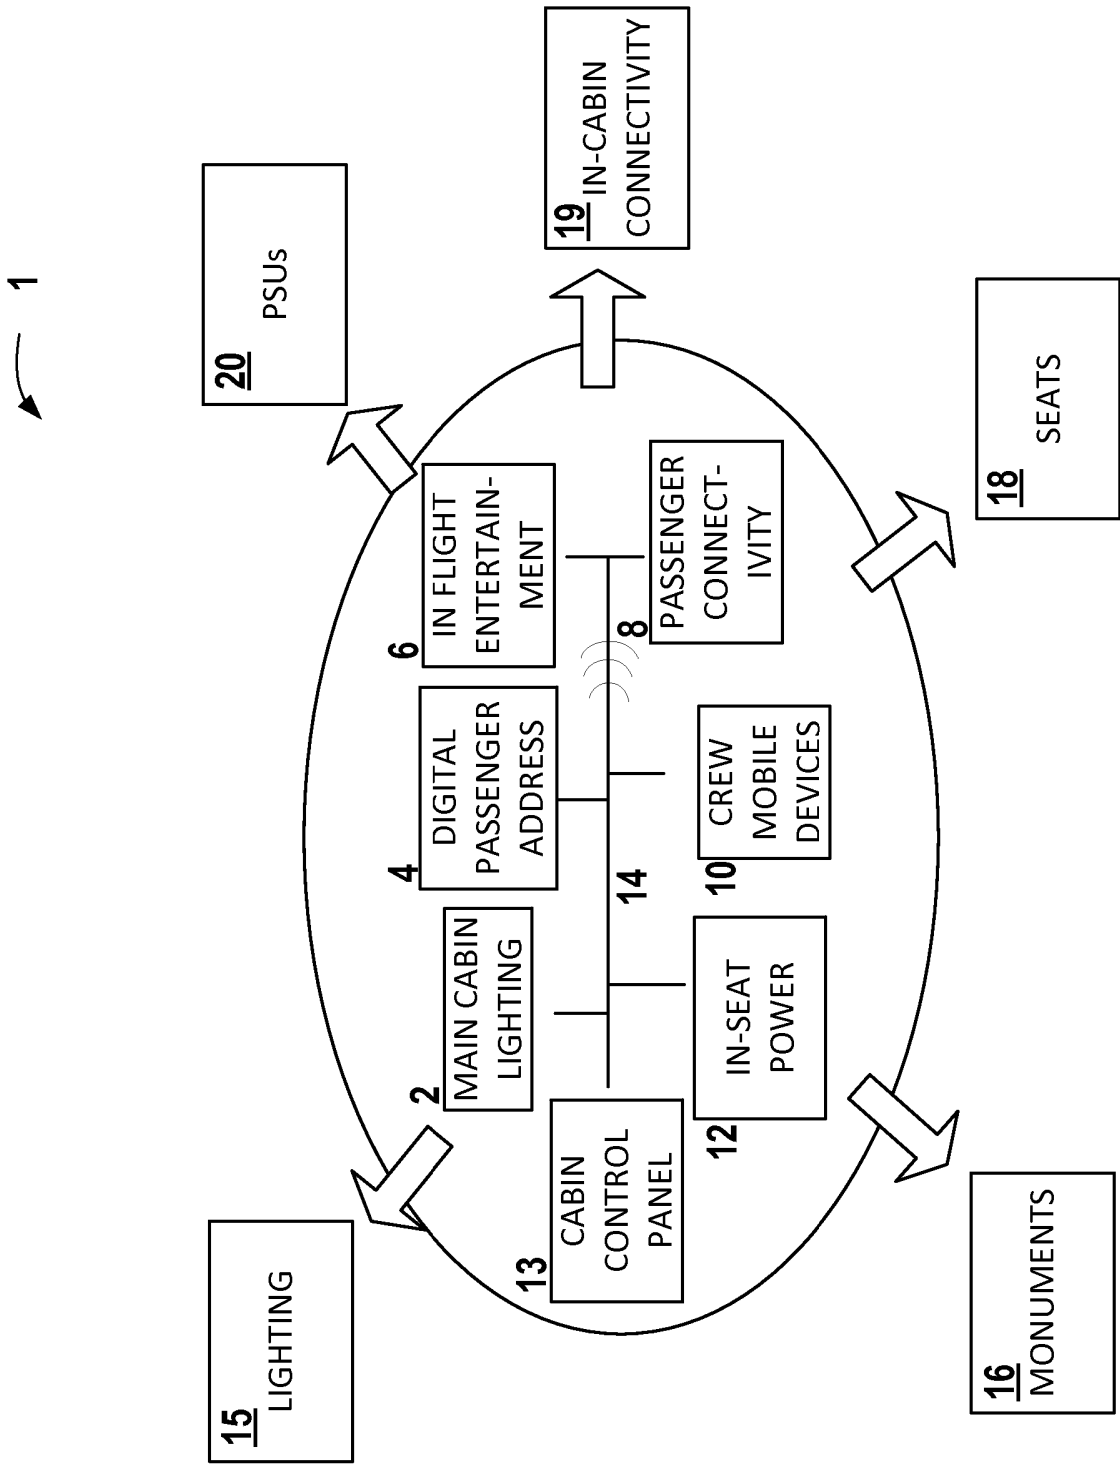 1
20
PSUs
15
LIGHTING
19
IN-CABIN
CONNECTIVITY
2
MAIN CABIN
LIGHTING
4
DIGITAL
PASSENGER
ADDRESS
6
IN FLIGHT
ENTERTAIN-
MENT
13
CABIN
CONTROL
PANEL
14
8
PASSENGER
CONNECT-
IVITY
12
IN-SEAT
POWER
10
CREW
MOBILE
DEVICES
16
MONUMENTS
18
SEATS